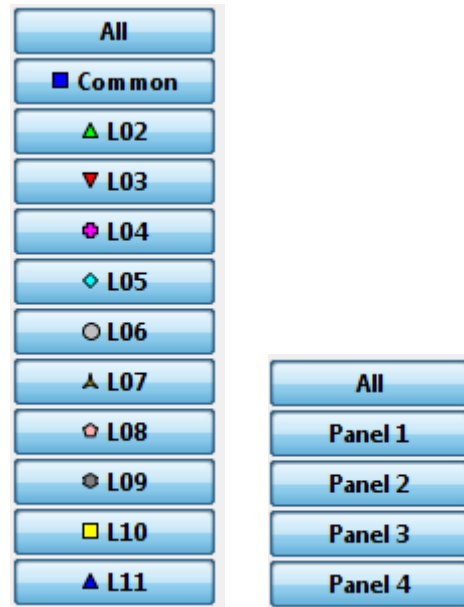 All
Common
L02
L03
L04
L05
L06
L07
L08
L09
L10
L11
All
Panel 1
Panel 2
Panel 3
Panel 4